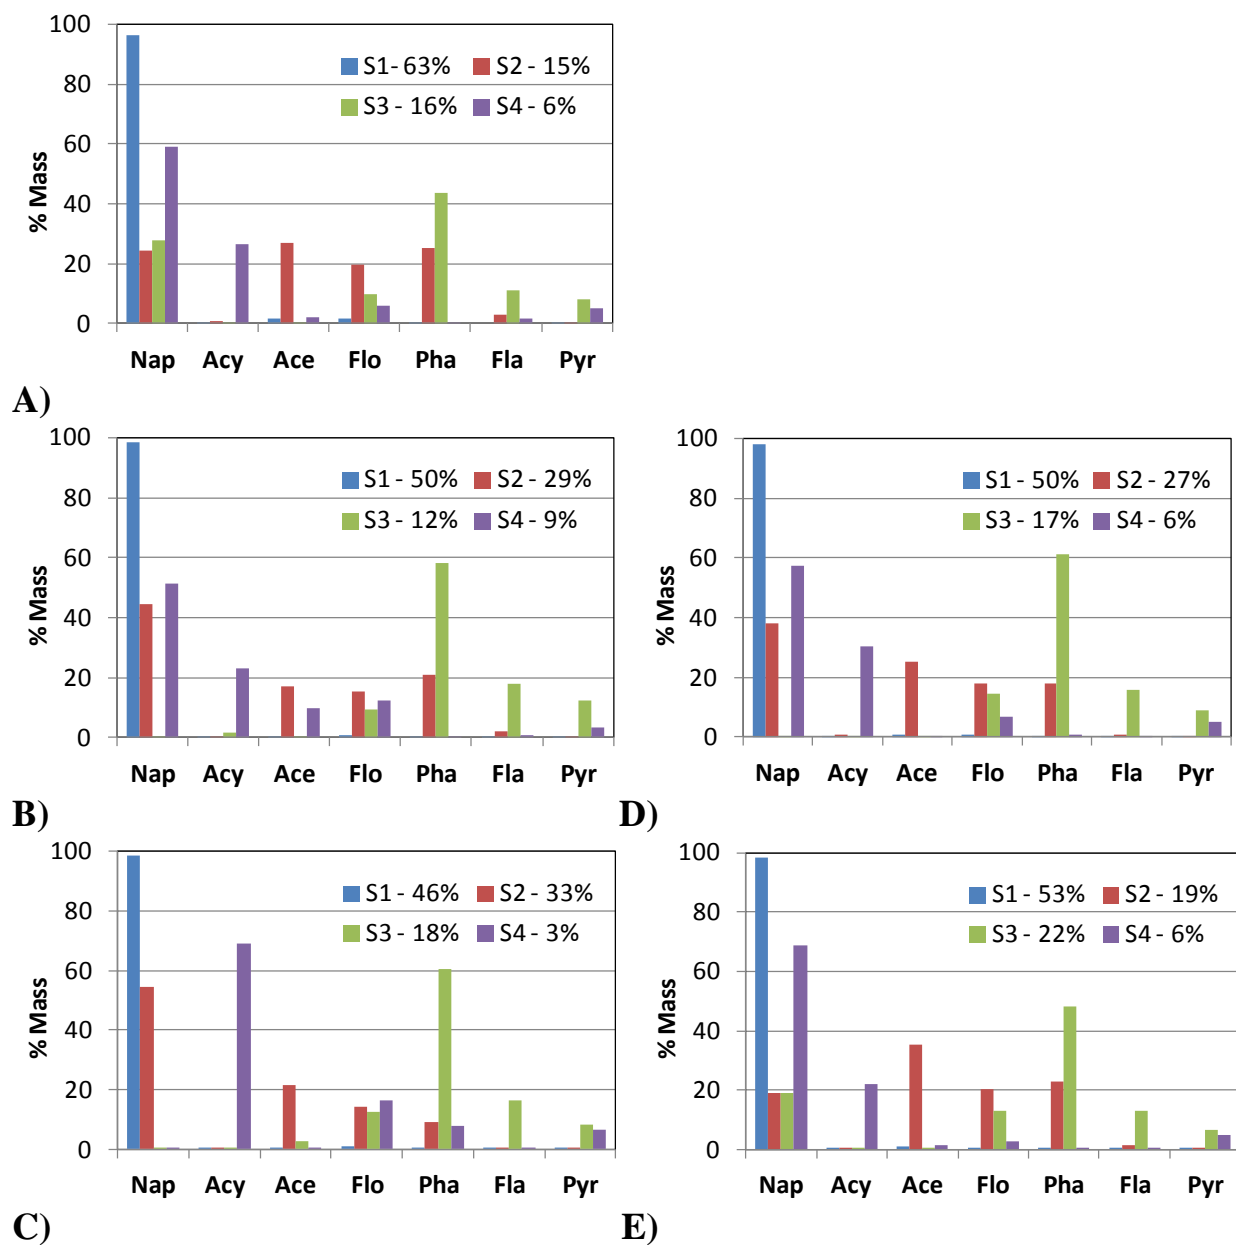 100
80
60
40
20
0
% Mass
S1- 63% S2 - 15%
S3 - 16% S4 - 6%
Nap Acy Ace Flo Pha Fla Pyr
A)
100
80
60
40
20
0
% Mass
S1 - 50% S2 - 29%
S3 - 12% S4 - 9%
Nap Acy Ace Flo Pha Fla Pyr
B)
100
80
60
40
20
0
% Mass
S1 - 50% S2 - 27%
S3 - 17% S4 - 6%
Nap Acy Ace Flo Pha Fla Pyr
D)
100
80
60
40
20
0
% Mass
S1 - 46% S2 - 33%
S3 - 18% S4 - 3%
Nap Acy Ace Flo Pha Fla Pyr
C)
100
80
60
40
20
0
% Mass
S1 - 53% S2 - 19%
S3 - 22% S4 - 6%
Nap Acy Ace Flo Pha Fla Pyr
E)